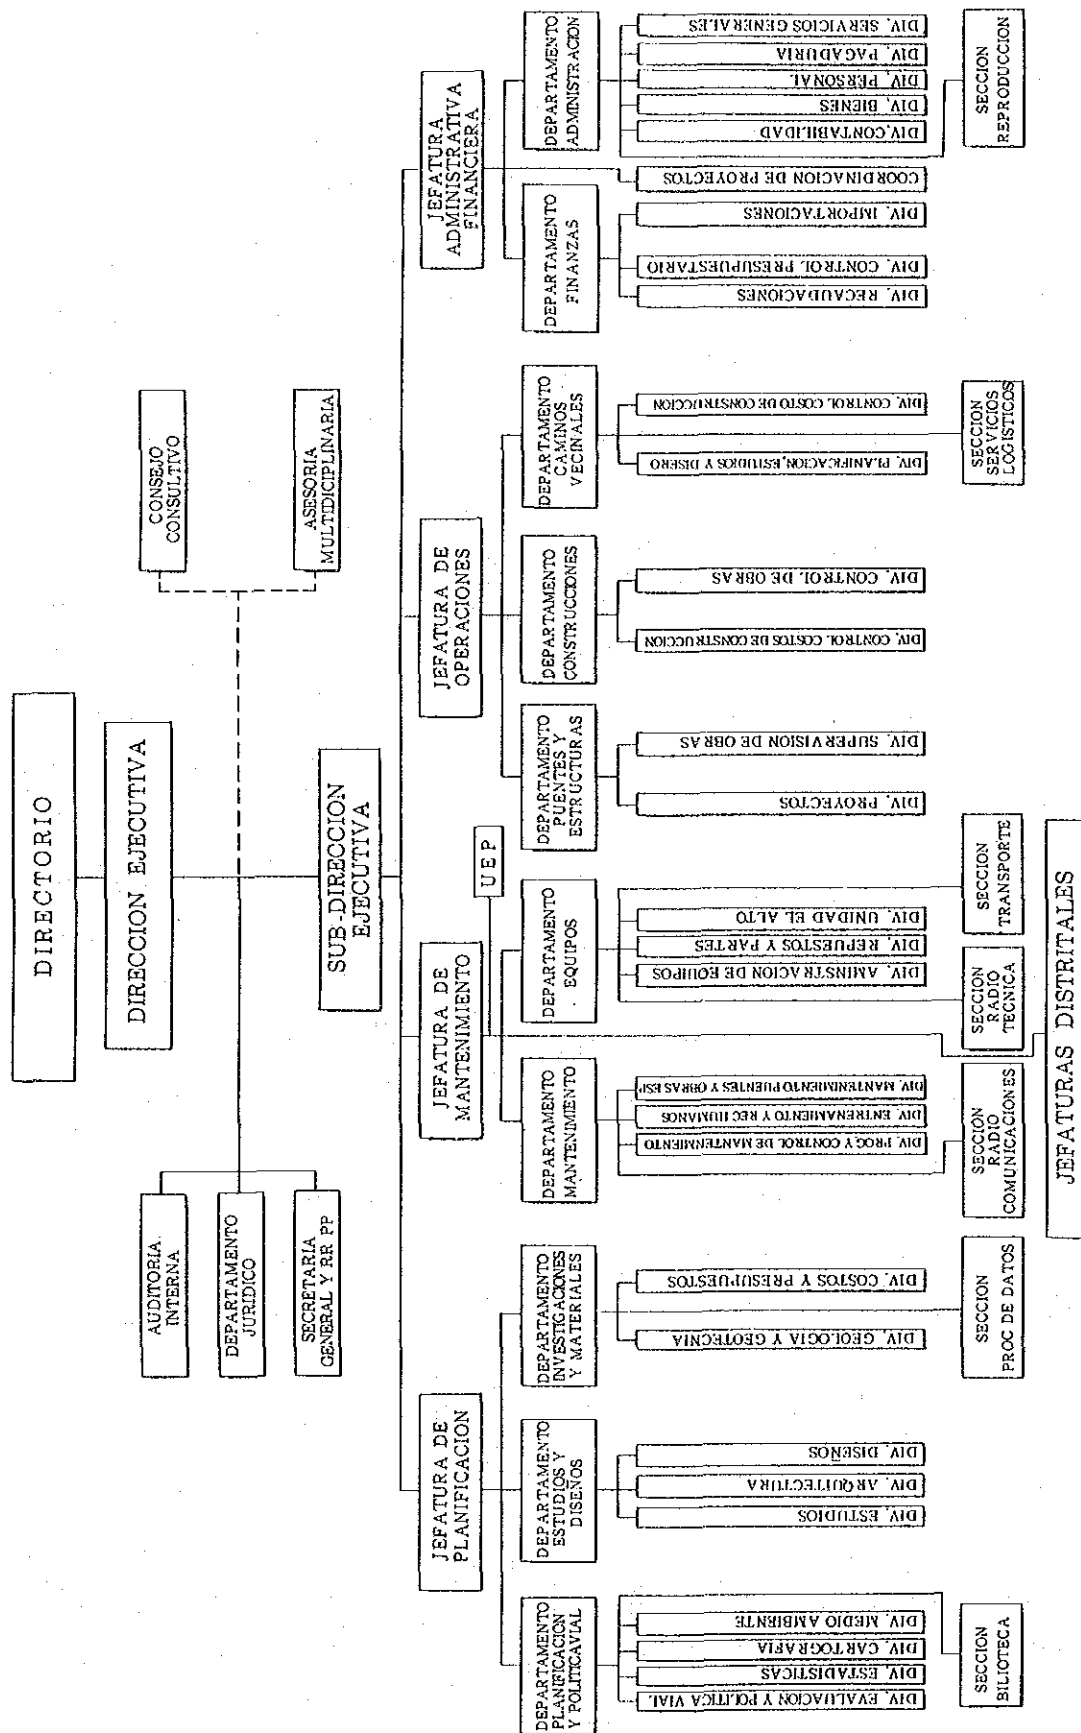 DIRECTORIO
DIRECCION EJECUTIVA
CONSEJO
CONSULTIVO
ASESORIA
MULTIDICIPLINARIA
AUDITORIA
INTERNA
DEPARTAMENTO
JURIDICO
SECRETARIA
GENERAL Y RR PP
SUB-DIRECCION
EJECUTIVA
JEFATURA DE
PLANIFICACION
JEFATURA DE
MANTENIMIENTO
JEFATURA DE
OPERACIONES
JEFATURA
ADMINISTRATIVA
FINANCIERA
UEP
DEPARTAMENTO
PLANIFICACION
Y POLITICAVIAL
DEPARTAMENTO
ESTUDIOS Y
DISEÑOS
DEPARTAMENTO
INVESTIGACIONES
Y MATERIALES
DEPARTAMENTO
MANTENIMIENTO
DEPARTAMENTO
EQUIPOS
DEPARTAMENTO
PUENTES Y
ESTRUCTURAS
DEPARTAMENTO
CONSTRUCCIONES
DEPARTAMENTO
CAMINOS
VECINALES
DEPARTAMENTO
FINANZAS
DEPARTAMENTO
ADMINISTRACION
DIV. EVALUACION Y POLITICA VIAL
DIV. ESTADISTICAS
DIV. CARTOGRAFIA
DIV. MEDIO AMBIENTE
DIV. ESTUDIOS
DIV. ARQUITECTURA
DIV. DISEÑOS
DIV. GEOLOGIA Y GEOTECNIA
DIV. COSTOS Y PRESUPUESTOS
DIV. PROG Y CONTROL DE MANTENIMIENTO
DIV. ENTRENAMIENTO Y REC HUMANOS
DIV. MANTENIMIENTO PUENTES Y OBRAS ESP
DIV. AMINSTRACION DE EQUIPOS
DIV. REPUESTOS Y PARTES
DIV. UNIDAD EL ALTO
DIV. PROYECTOS
DIV. SUPERVISION DE OBRAS
DIV. CONTROL COSTOS DE CONSTRUCCION
DIV. CONTROL DE OBRAS
DIV. PLANIFICACION, ESTUDIOS Y DISERO
DIV. CONTROL COSTO DE CONSTRUCCION
DIV. RECAUDACIONES
DIV. CONTROL PRESUPUESTARIO
DIV. IMPORTACIONES
COORDINACION DE PROYECTOS
DIV. CONTABILIDAD
DIV. BIENES
DIV. PERSONAL
DIV. PAGADURIA
DIV. SERVICIOS GENERALES
SECCION
BILIOTECA
SECCION
PROC DE DATOS
SECCION
RADIO
COMUNICACIONES
SECCION
RADIO
TECNICA
SECCION
TRANSPORTE
SECCION
SERVICIOS
LOGISTICOS
SECCION
REPRODUCCION
JEFATURAS DISTRITALES